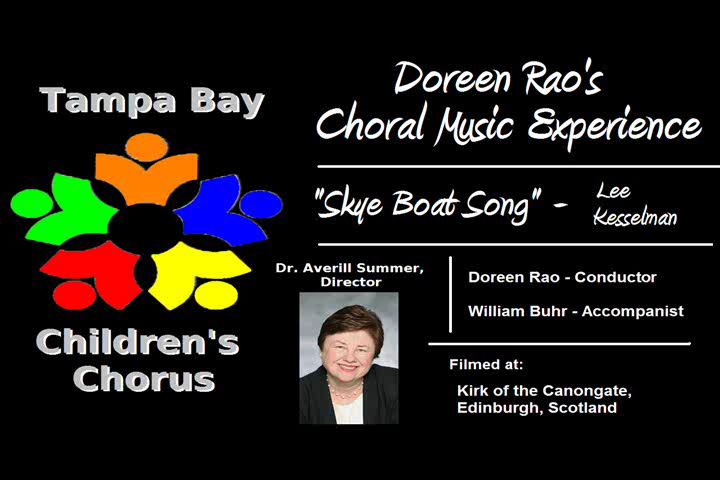 Tampa Bay
Children's
Chorus
Doreen Rao's
Choral Music Experience
"Skye Boat Song" - Lee
Kesselman
Dr. Averill Summer,
Director
Doreen Rao - Conductor
William Buhr - Accompanist
Filmed at:
Kirk of the Canongate,
Edinburgh, Scotland